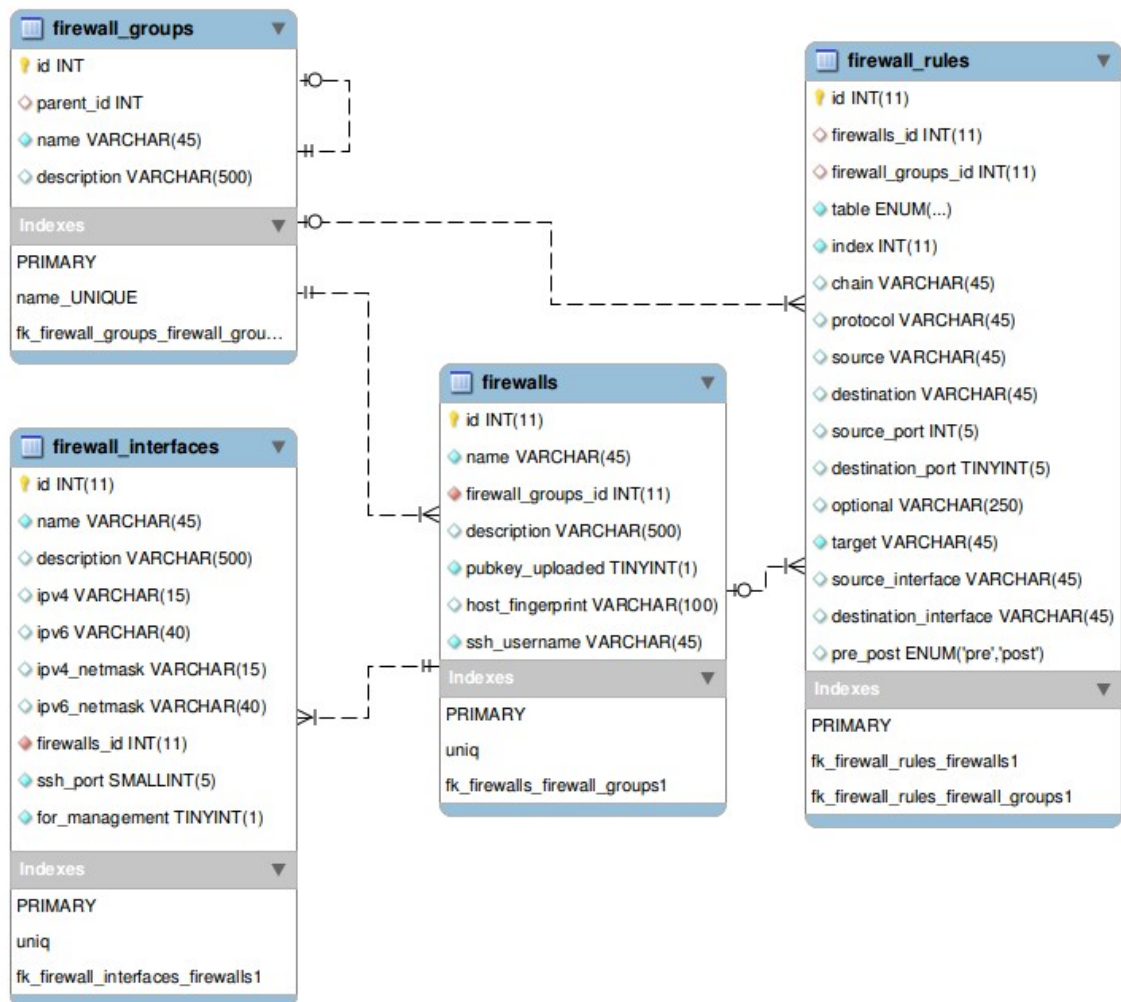 firewall_groups
id INT
parent_id INT
name VARCHAR(45)
description VARCHAR(500)
Indexes
PRIMARY
name_UNIQUE
fk_firewall_groups_firewall_grou...
firewall_interfaces
id INT(11)
name VARCHAR(45)
description VARCHAR(500)
ipv4 VARCHAR(15)
ipv6 VARCHAR(40)
ipv4_netmask VARCHAR(15)
ipv6_netmask VARCHAR(40)
firewalls_id INT(11)
ssh_port SMALLINT(5)
for_management TINYINT(1)
Indexes
PRIMARY
uniq
fk_firewall_interfaces_firewalls1
firewalls
id INT(11)
name VARCHAR(45)
firewall_groups_id INT(11)
description VARCHAR(500)
pubkey_uploaded TINYINT(1)
host_fingerprint VARCHAR(100)
ssh_username VARCHAR(45)
Indexes
PRIMARY
uniq
fk_firewalls_firewall_groups1
firewall_rules
id INT(11)
firewalls_id INT(11)
firewall_groups_id INT(11)
table ENUM(...)
index INT(11)
chain VARCHAR(45)
protocol VARCHAR(45)
source VARCHAR(45)
destination VARCHAR(45)
source_port INT(5)
destination_port TINYINT(5)
optional VARCHAR(250)
target VARCHAR(45)
source_interface VARCHAR(45)
destination_interface VARCHAR(45)
pre_post ENUM('pre','post')
Indexes
PRIMARY
fk_firewall_rules_firewalls1
fk_firewall_rules_firewall_groups1